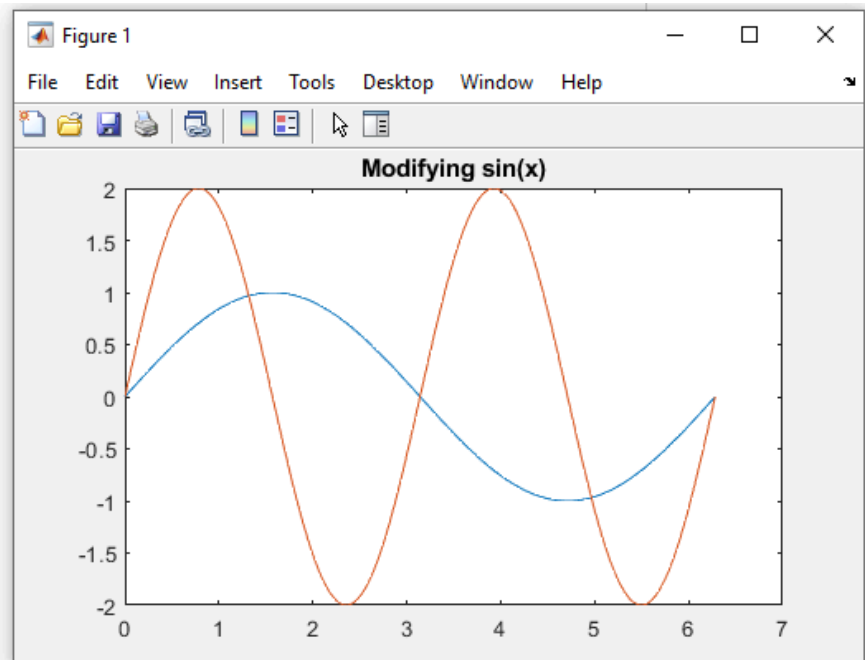 Figure 1
File Edit View Insert Tools Desktop Window Help
Modifying sin(x)
2
1.5
1
0.5
0
-0.5
-1
-1.5
-2
0 1 2 3 4 5 6 7